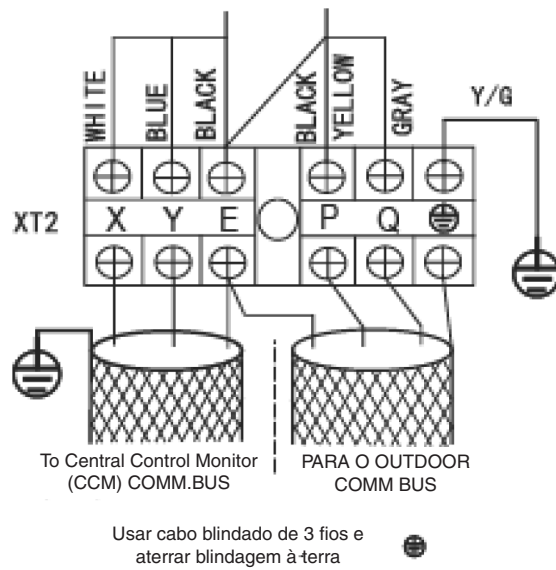 WHITE
BLUE
BLACK
BLACK
YELLOW
GRAY
Y/G
XT2
X Y E P Q
To Central Control Monitor
(CCM) COMM.BUS
PARA O OUTDOOR
COMM BUS
Usar cabo blindado de 3 fios e
aterrar blindagem à terra